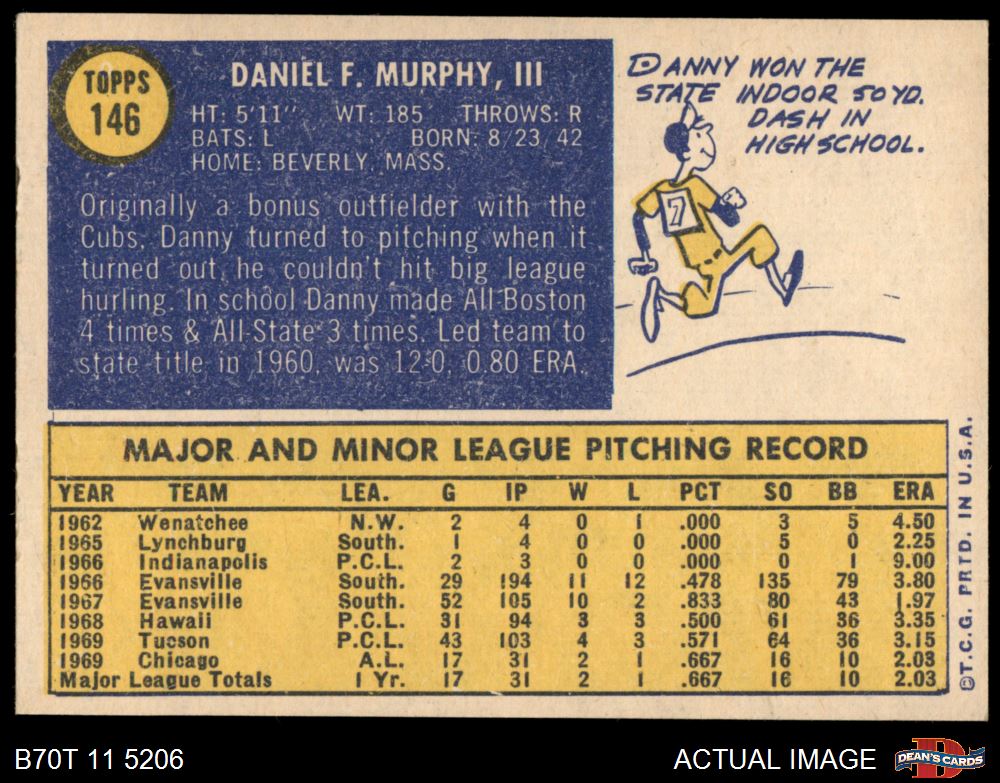 TOPPS
146
DANIEL F. MURPHY, III
HT: 5'11" WT: 185 THROWS: R
BATS: L BORN: 8/23/42
HOME: BEVERLY, MASS.
Originally a bonus outfielder with the
Cubs, Danny turned to pitching when it
turned out he couldn't hit big league
hurling. In school Danny made All-Boston
4 times & All-State 3 times. Led team to
state title in 1960, was 12-0, 0.80 ERA.
DANNY WON THE
STATE INDOOR 50 YD.
DASH IN
HIGH SCHOOL.
7
MAJOR AND MINOR LEAGUE PITCHING RECORD
YEAR TEAM LEA. G IP W L PCT SO BB ERA
1962 Wenatchee N.W. 2 4 0 1 .000 3 5 4.50
1965 Lynchburg South. 1 4 0 0 .000 5 0 2.25
1966 Indianapolis P.C.L. 2 3 0 0 .000 0 1 9.00
1966 Evansville South. 29 194 11 12 .478 135 79 3.80
1967 Evansville South. 52 105 10 2 .833 80 43 1.97
1968 Hawaii P.C.L. 31 94 3 3 .500 61 36 3.35
1969 Tucson P.C.L. 43 103 4 3 .571 64 36 3.15
1969 Chicago A.L. 17 31 2 1 .667 16 10 2.03
Major League Totals 1 Yr. 17 31 2 1 .667 16 10 2.03
©T.C.G. PRTD. IN U.S.A.
B70T 11 5206
ACTUAL IMAGE
D
DEAN'S CARDS